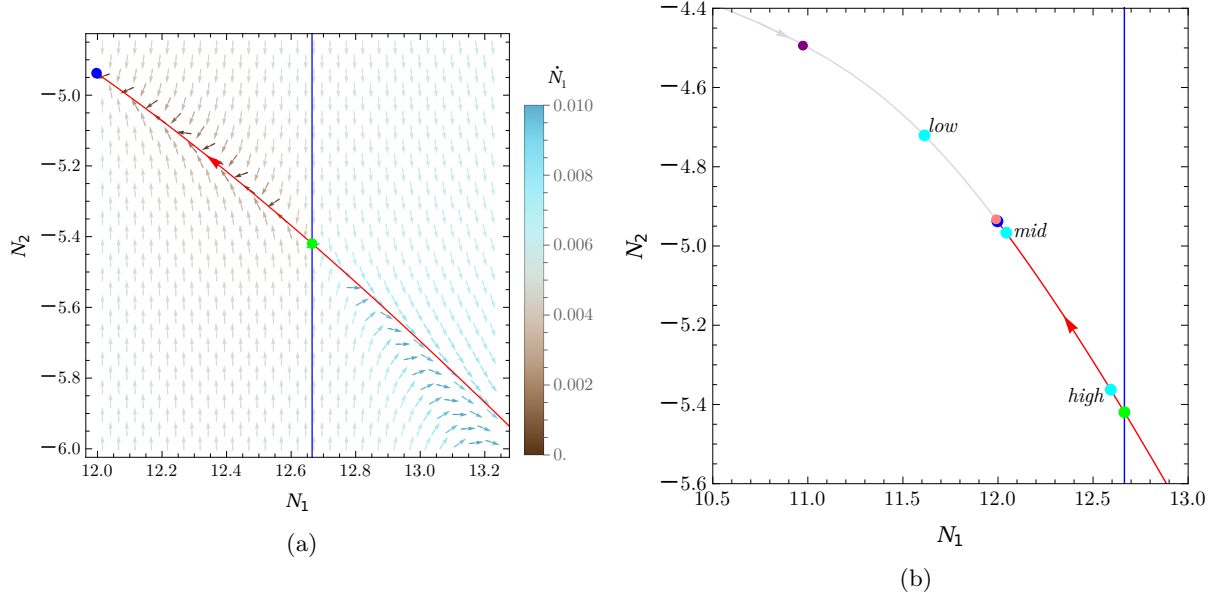 −5.0
−5.2
−5.4
−5.6
−5.8
−6.0
N₂
12.0 12.2 12.4 12.6 12.8 13.0 13.2
N₁
Ṅ₁
0.010
0.008
0.006
0.004
0.002
0.
(a)
−4.4
−4.6
−4.8
−5.0
−5.2
−5.4
−5.6
N₂
low
mid
high
10.5 11.0 11.5 12.0 12.5 13.0
N₁
(b)